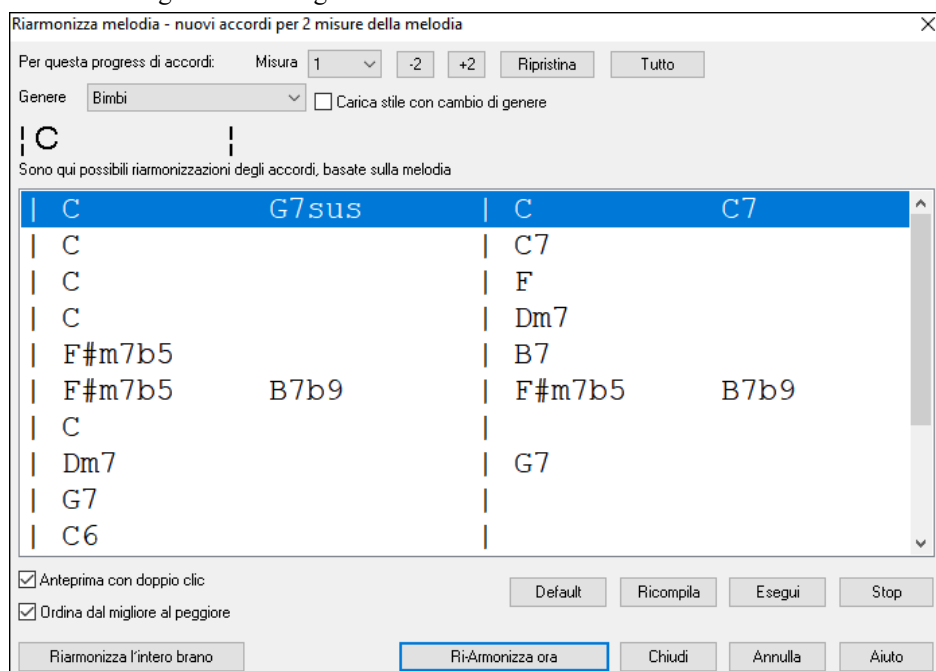 Riarmonizza melodia - nuovi accordi per 2 misure della melodia
Per questa progress di accordi: Misura 1 -2 +2 Ripristina Tutto
Genere Bimbi Carica stile con cambio di genere
¦ C ¦
Sono qui possibili riarmonizzazioni degli accordi, basate sulla melodia
| C G7sus | C C7
| C | C7
| C | F
| C | Dm7
| F#m7b5 | B7
| F#m7b5 B7b9 | F#m7b5 B7b9
| C |
| Dm7 | G7
| G7 |
| C6 |
Anteprima con doppio clic
Default Ricompila Esegui Stop
Ordina dal migliore al peggiore
Riarmonizza l'intero brano Ri-Armonizza ora Chiudi Annulla Aiuto